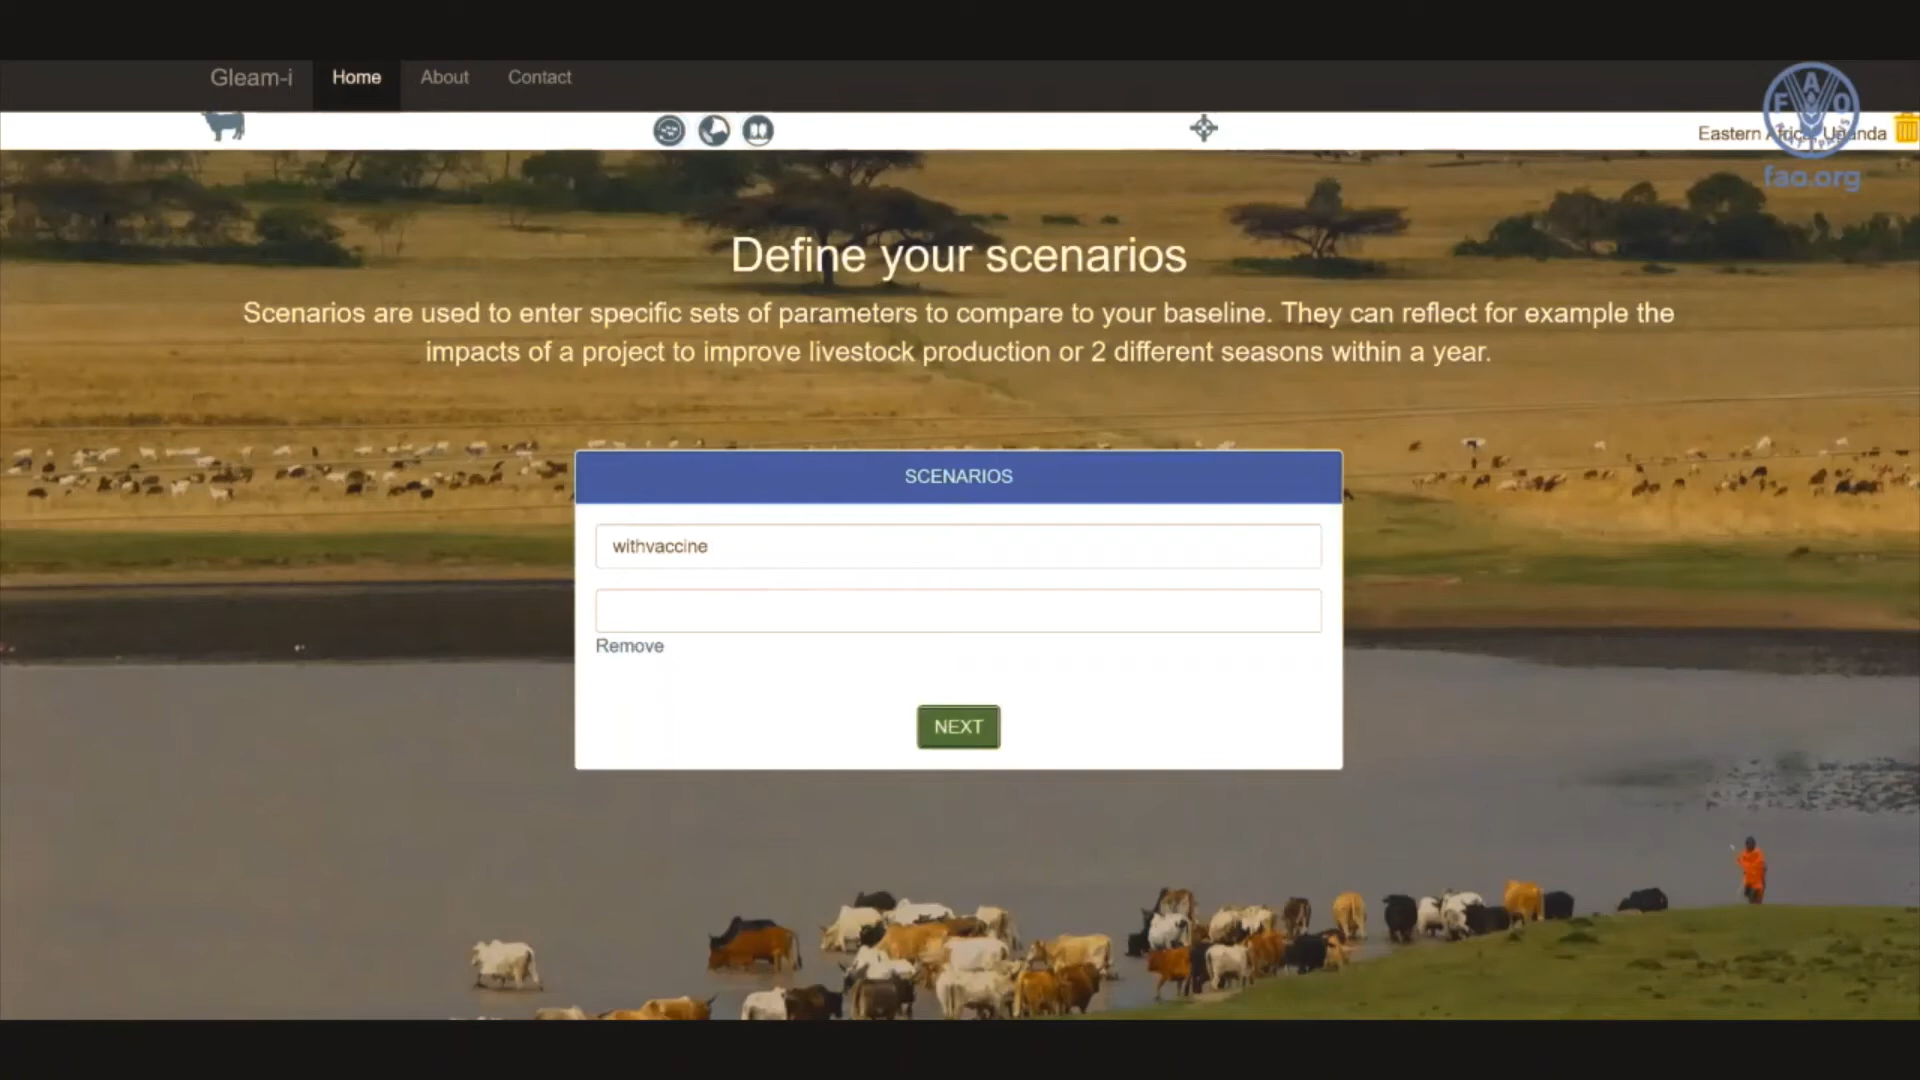 Gleam-i Home About Contact
Eastern Africa, Uganda
FAO
fao.org
Define your scenarios
Scenarios are used to enter specific sets of parameters to compare to your baseline. They can reflect for example the
impacts of a project to improve livestock production or 2 different seasons within a year.
SCENARIOS
withvaccine
Remove
NEXT